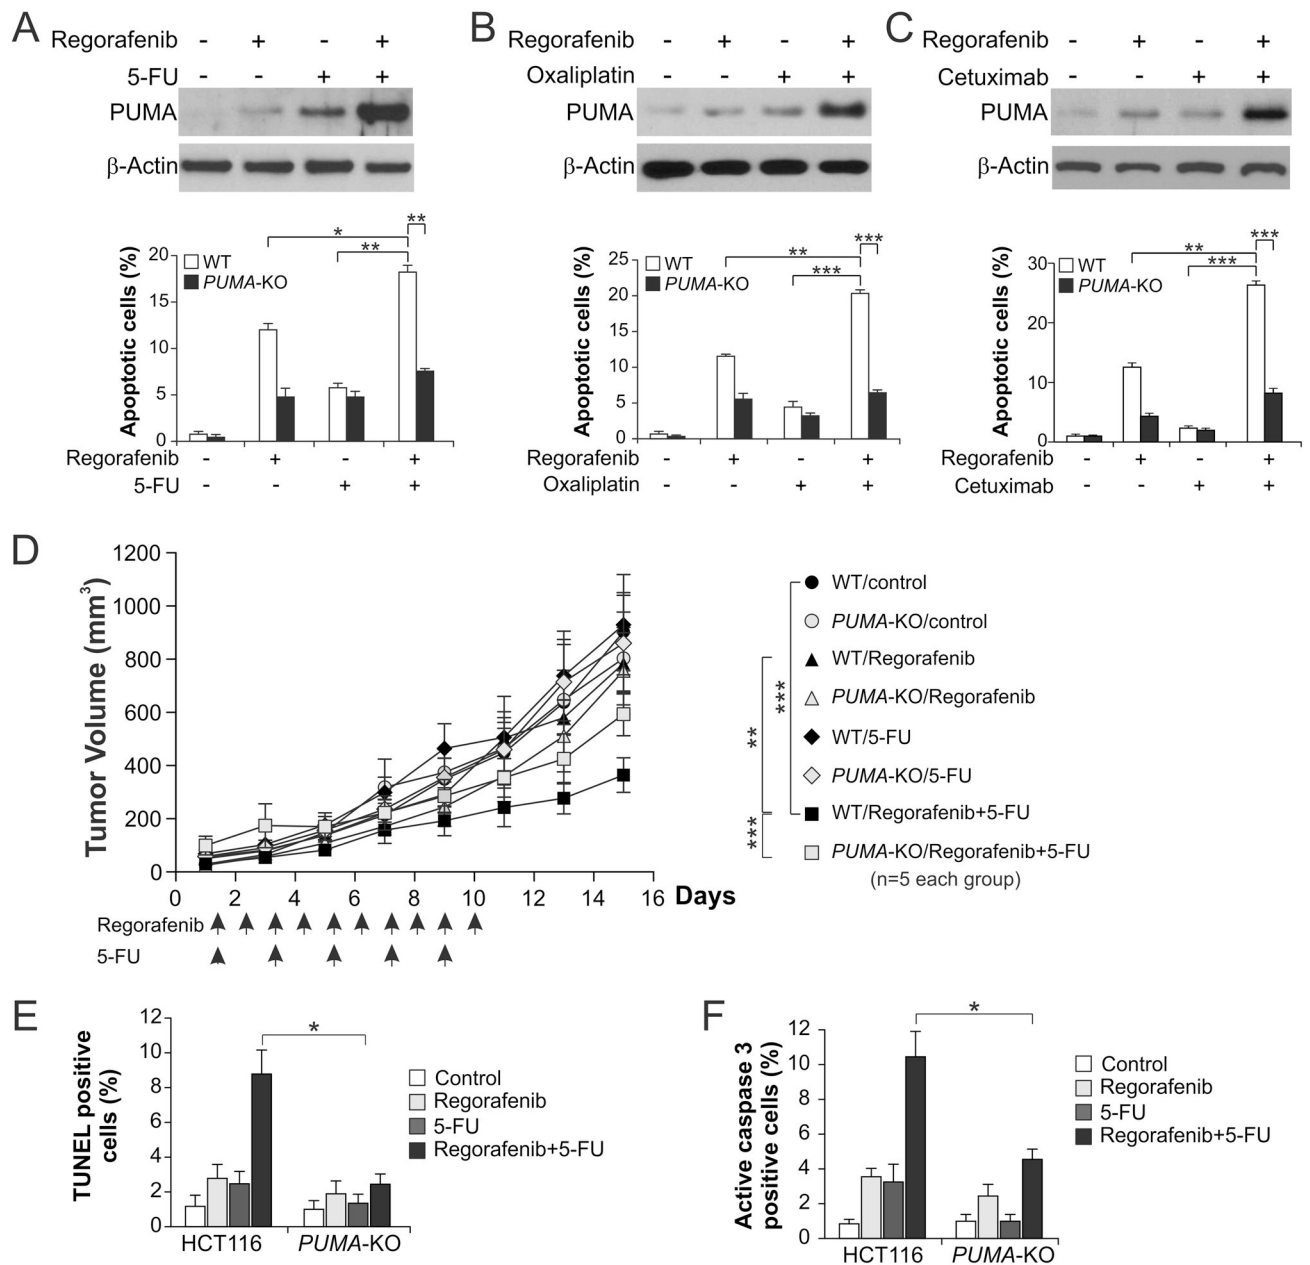 A
Regorafenib - + - +
5-FU - - + +
PUMA
β-Actin
Apoptotic cells (%)
20
15
10
5
0
WT
PUMA-KO
*
**
**
Regorafenib - + - +
5-FU - - + +
B
Regorafenib - + - +
Oxaliplatin - - + +
PUMA
β-Actin
Apoptotic cells (%)
25
20
15
10
5
0
WT
PUMA-KO
**
***
***
Regorafenib - + - +
Oxaliplatin - - + +
C
Regorafenib - + - +
Cetuximab - - + +
PUMA
β-Actin
Apoptotic cells (%)
30
20
10
0
WT
PUMA-KO
**
***
***
Regorafenib - + - +
Cetuximab - - + +
D
Tumor Volume (mm³)
1200
1000
800
600
400
200
0
0 2 4 6 8 10 12 14 16 Days
Regorafenib
5-FU
WT/control
PUMA-KO/control
WT/Regorafenib
PUMA-KO/Regorafenib
WT/5-FU
PUMA-KO/5-FU
WT/Regorafenib+5-FU
PUMA-KO/Regorafenib+5-FU
(n=5 each group)
***
**
***
E
TUNEL positive
cells (%)
12
10
8
6
4
2
0
*
HCT116 PUMA-KO
Control
Regorafenib
5-FU
Regorafenib+5-FU
F
Active caspase 3
positive cells (%)
12
10
8
6
4
2
0
*
HCT116 PUMA-KO
Control
Regorafenib
5-FU
Regorafenib+5-FU